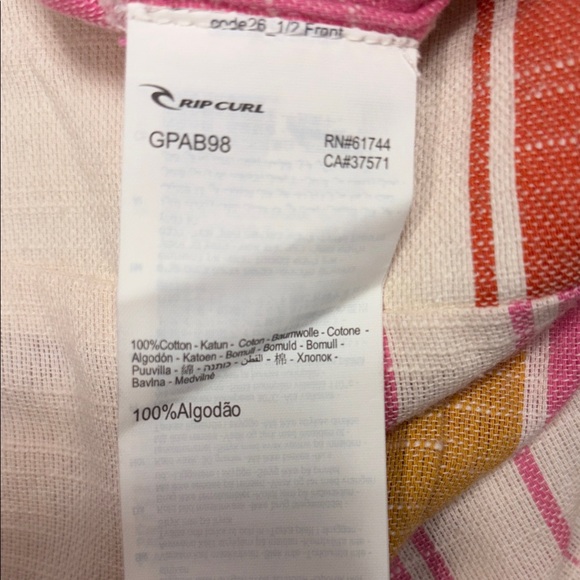 onde26_1/2 Front
RIP CURL
GPAB98
RN#61744
CA#37571
100%Cotton - Katun - Coton - Baumwolle - Cotone -
Algodón - Katoen - Bomull - Bomuld - Bomull -
Puuvilla - 綿 - כותנה - القطن - 棉 - Хлопок -
Bavlna - Medvilnė
100%Algodão